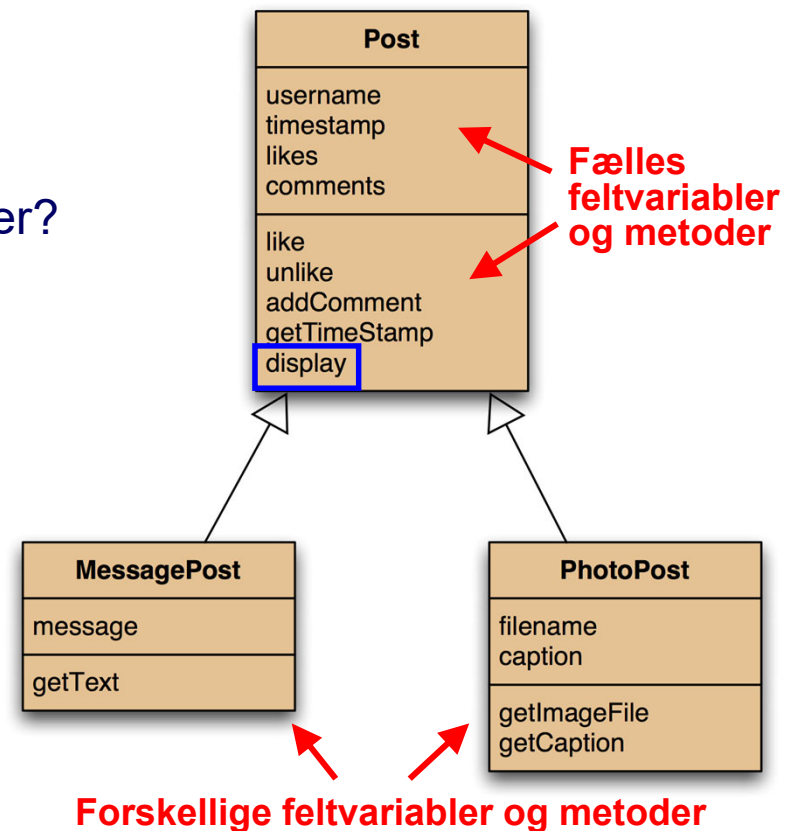 Post
username
timestamp
likes
comments
Fælles
feltvariabler
og metoder
er?
like
unlike
addComment
getTimeStamp
display
MessagePost
message
getText
PhotoPost
filename
caption
getImageFile
getCaption
Forskellige feltvariabler og metoder